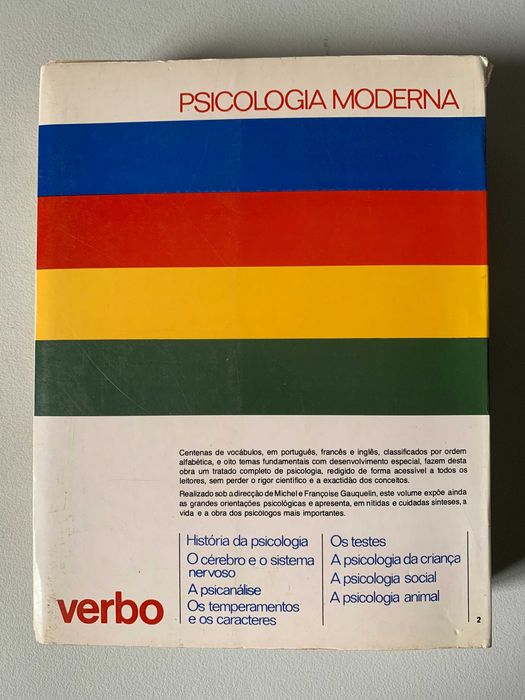 PSICOLOGIA MODERNA
Centenas de vocábulos, em português, francês e inglês, classificados por ordem
alfabética, e oito temas fundamentais com desenvolvimento especial, fazem desta
obra um tratado completo de psicologia, redigido de forma acessível a todos os
leitores, sem perder o rigor científico e a exactidão dos conceitos.
Realizado sob a direcção de Michel e Françoise Gauquelin, este volume expõe ainda
as grandes orientações psicológicas e apresenta, em nítidas e cuidadas sínteses, a
vida e a obra dos psicólogos mais importantes.
História da psicologia
O cérebro e o sistema
nervoso
A psicanálise
Os temperamentos
e os caracteres
Os testes
A psicologia da criança
A psicologia social
A psicologia animal
verbo
2